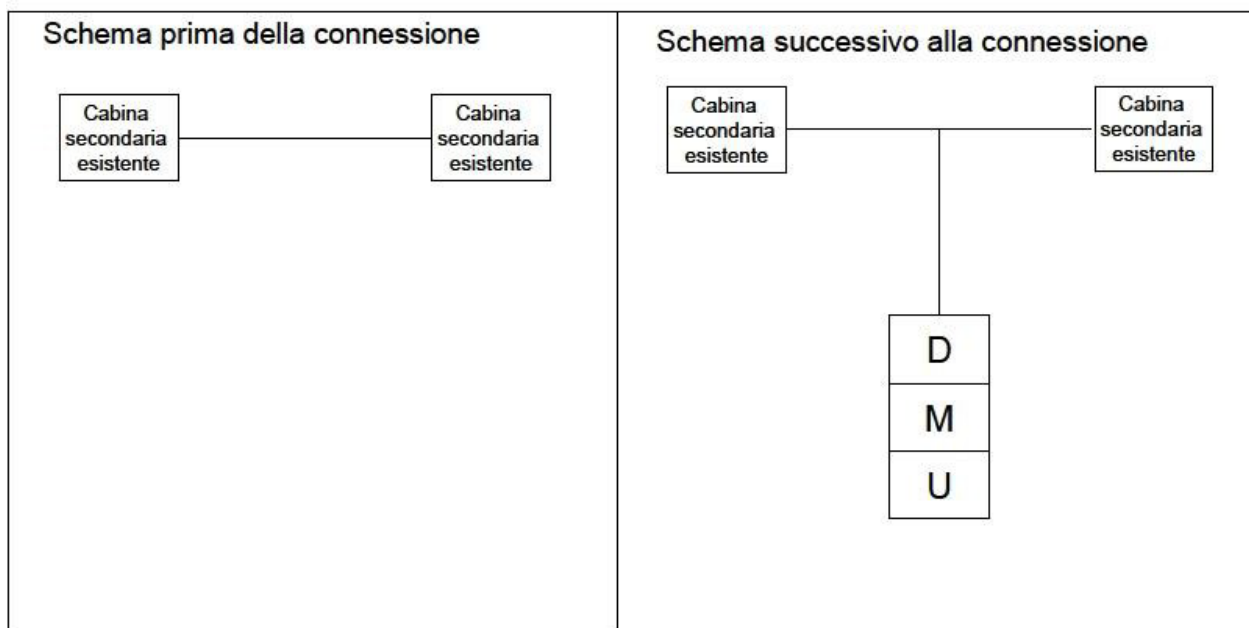 Schema prima della connessione
Cabina
secondaria
esistente
Cabina
secondaria
esistente
Schema successivo alla connessione
Cabina
secondaria
esistente
Cabina
secondaria
esistente
D
M
U